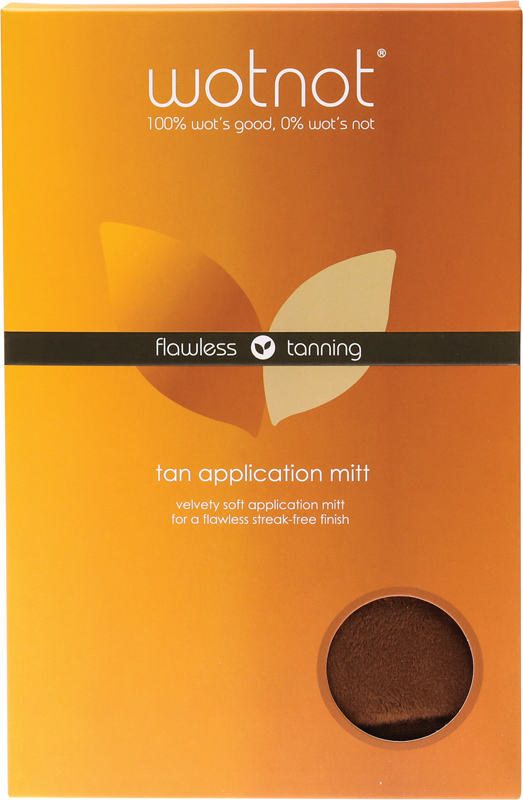 wotnot®
100% wot's good, 0% wot's not
flawless tanning
tan application mitt
velvety soft application mitt
for a flawless streak-free finish